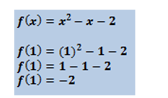 f(x) = x² − x − 2
f(1) = (1)² − 1 − 2
f(1) = 1 − 1 − 2
f(1) = −2